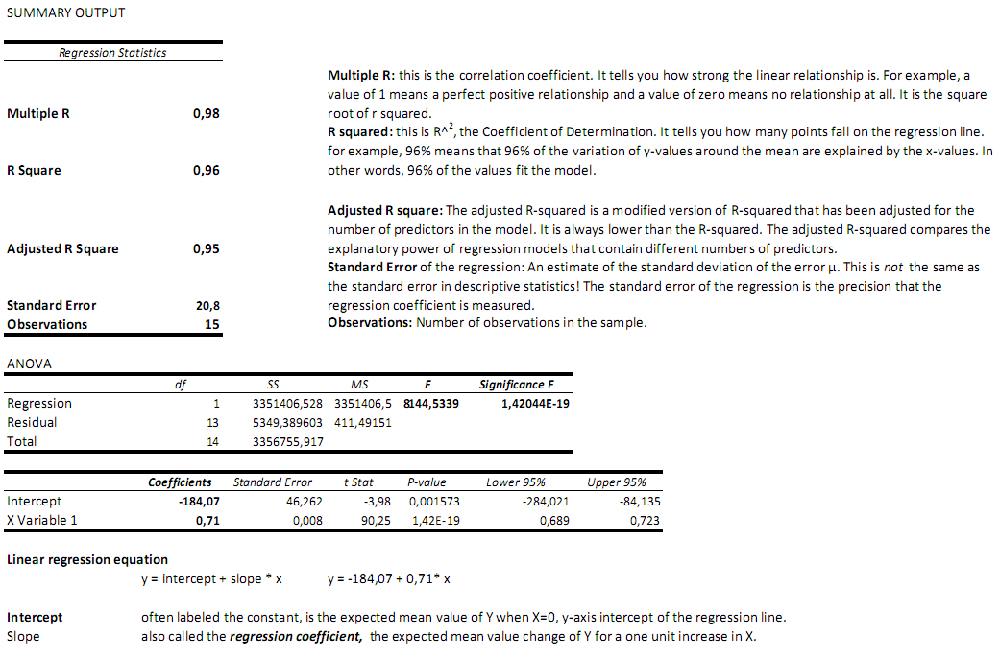 SUMMARY OUTPUT
Regression Statistics
Multiple R 0,98
Multiple R: this is the correlation coefficient. It tells you how strong the linear relationship is. For example, a
value of 1 means a perfect positive relationship and a value of zero means no relationship at all. It is the square
root of r squared.
R Square 0,96
R squared: this is R^², the Coefficient of Determination. It tells you how many points fall on the regression line.
for example, 96% means that 96% of the variation of y-values around the mean are explained by the x-values. In
other words, 96% of the values fit the model.
Adjusted R Square 0,95
Adjusted R square: The adjusted R-squared is a modified version of R-squared that has been adjusted for the
number of predictors in the model. It is always lower than the R-squared. The adjusted R-squared compares the
explanatory power of regression models that contain different numbers of predictors.
Standard Error 20,8
Standard Error of the regression: An estimate of the standard deviation of the error μ. This is not the same as
the standard error in descriptive statistics! The standard error of the regression is the precision that the
regression coefficient is measured.
Observations 15
Observations: Number of observations in the sample.
ANOVA
df SS MS F Significance F
Regression 1 3351406,528 3351406,5 8144,5339 1,42044E-19
Residual 13 5349,389603 411,49151
Total 14 3356755,917
Coefficients Standard Error t Stat P-value Lower 95% Upper 95%
Intercept -184,07 46,262 -3,98 0,001573 -284,021 -84,135
X Variable 1 0,71 0,008 90,25 1,42E-19 0,689 0,723
Linear regression equation
y = intercept + slope * x y = -184,07 + 0,71* x
Intercept often labeled the constant, is the expected mean value of Y when X=0, y-axis intercept of the regression line.
Slope also called the regression coefficient, the expected mean value change of Y for a one unit increase in X.